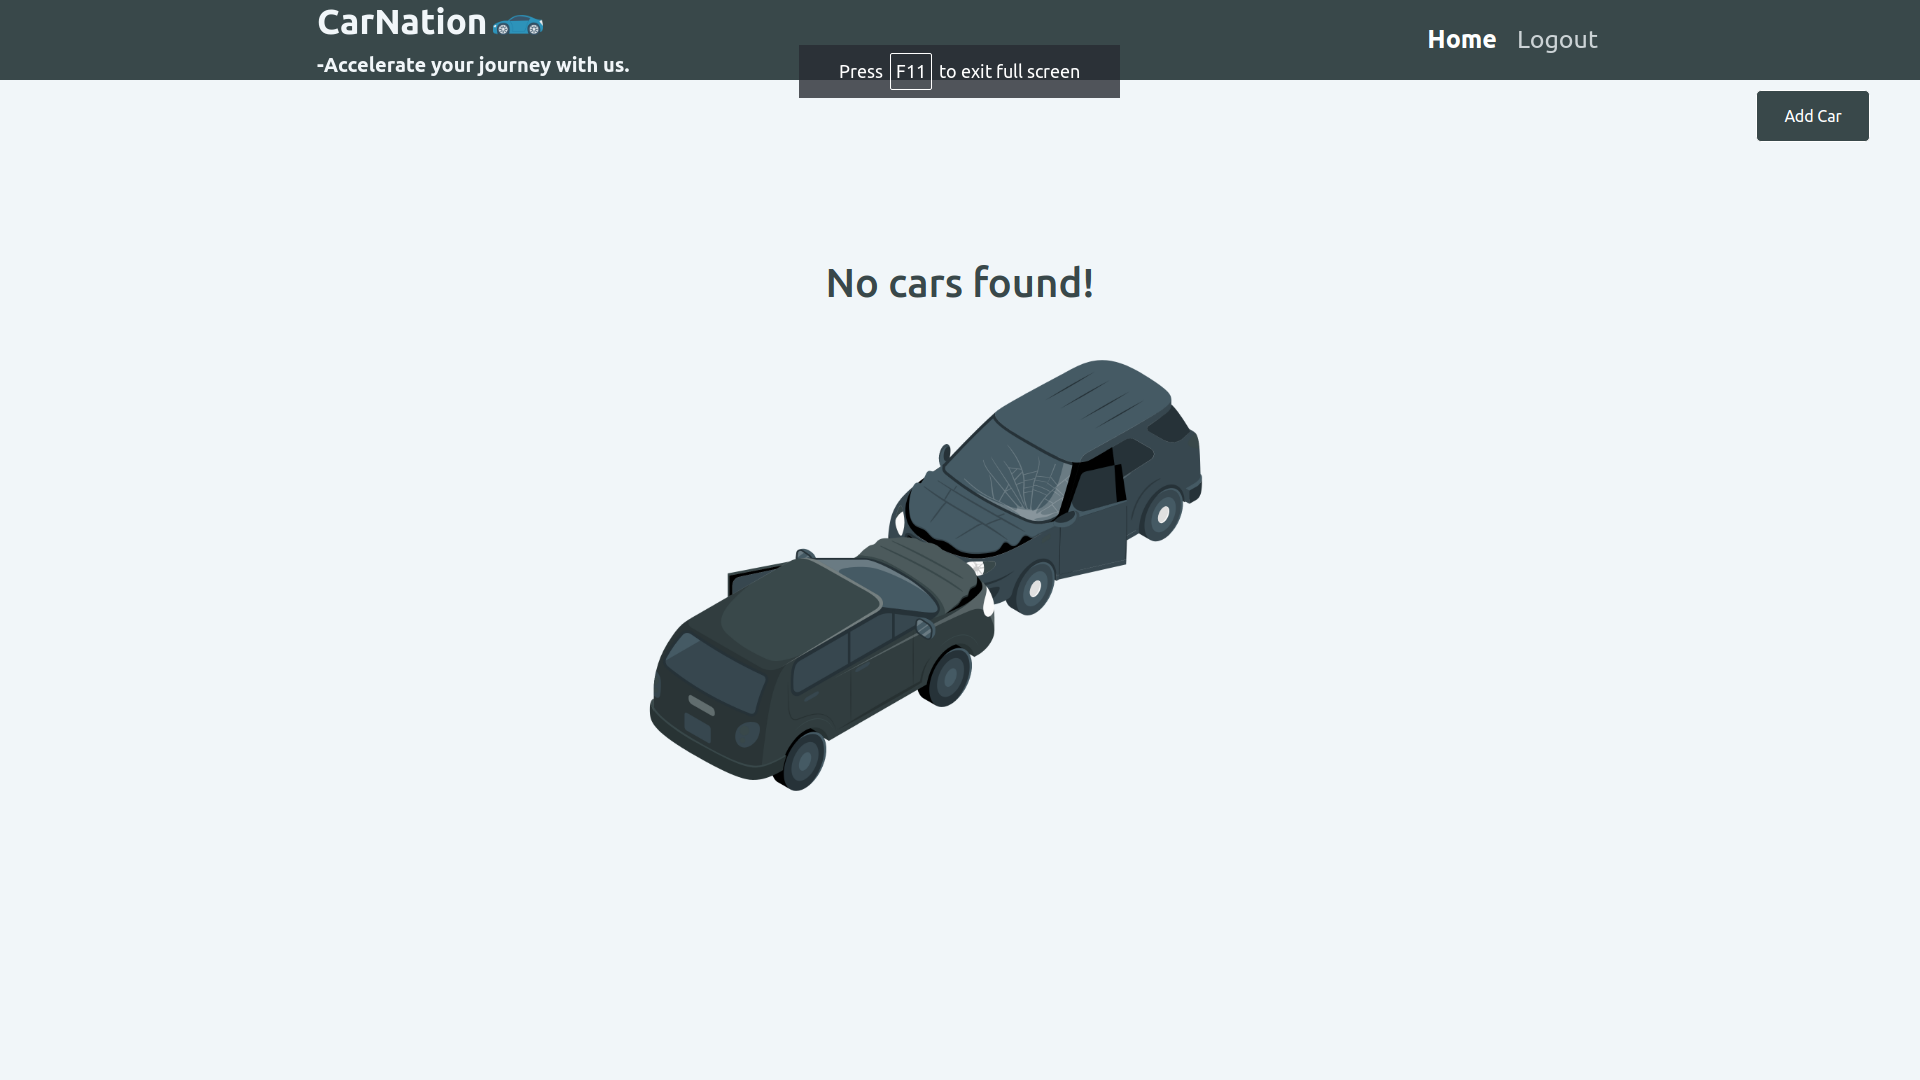 CarNation
-Accelerate your journey with us.
Press F11 to exit full screen
Home Logout
Add Car
No cars found!